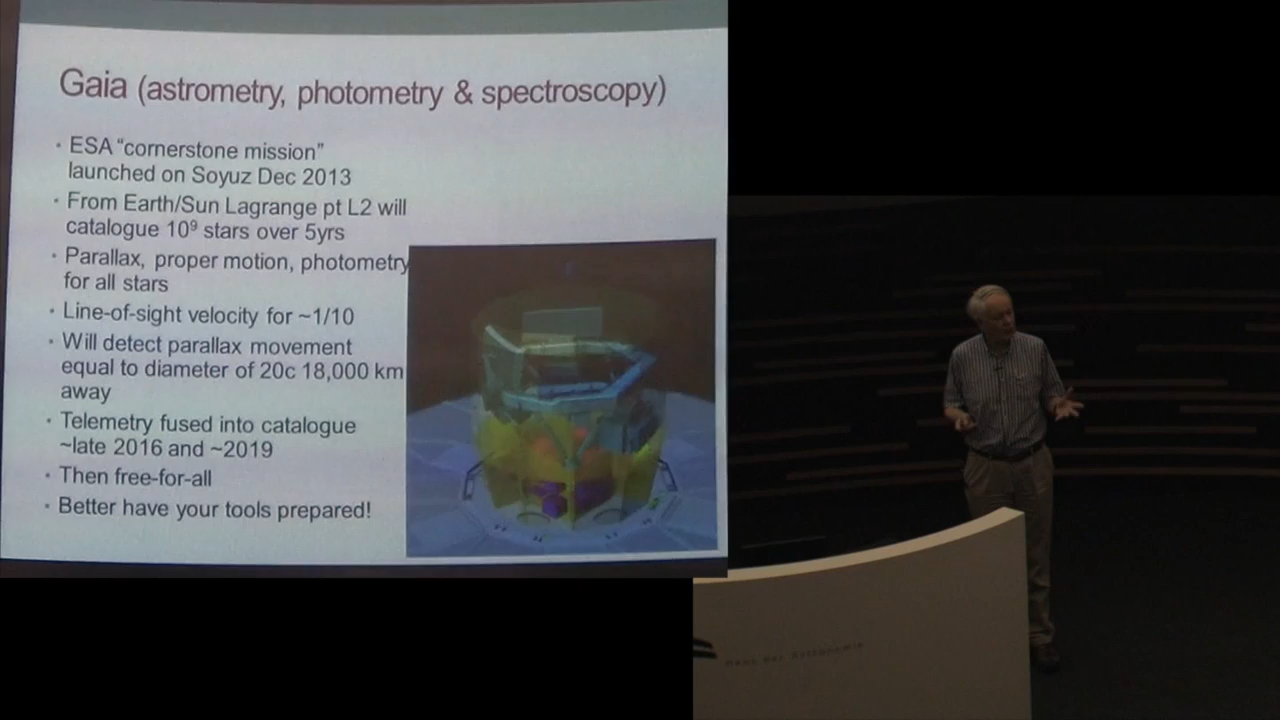 Gaia (astrometry, photometry & spectroscopy)
• ESA “cornerstone mission”
launched on Soyuz Dec 2013
• From Earth/Sun Lagrange pt L2 will
catalogue 10⁹ stars over 5yrs
• Parallax, proper motion, photometry
for all stars
• Line-of-sight velocity for ~1/10
• Will detect parallax movement
equal to diameter of 20c 18,000 km
away
• Telemetry fused into catalogue
~late 2016 and ~2019
• Then free-for-all
• Better have your tools prepared!
Haus der Astronomie